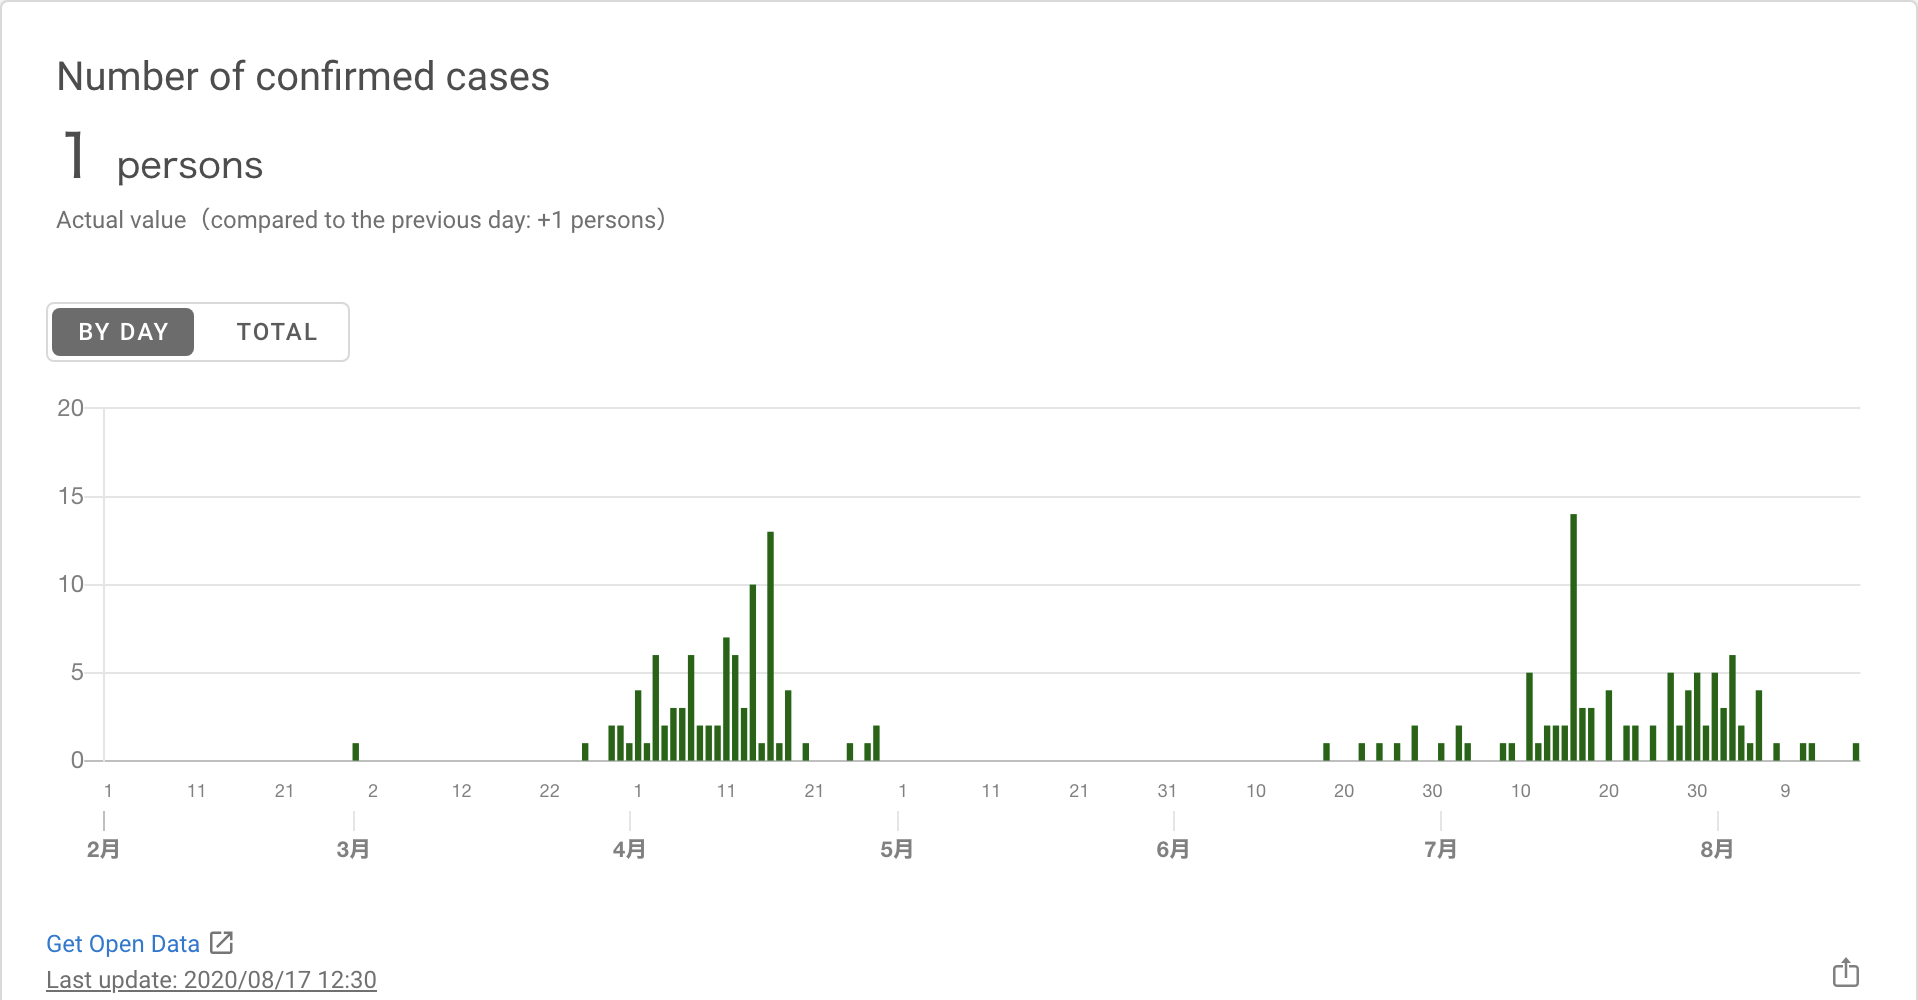 Number of confirmed cases
1 persons
Actual value（compared to the previous day: +1 persons）
BY DAY TOTAL
20
15
10
5
0
1 11 21 2 12 22 1 11 21 1 11 21 31 10 20 30 10 20 30 9
2月 3月 4月 5月 6月 7月 8月
Get Open Data
Last update: 2020/08/17 12:30